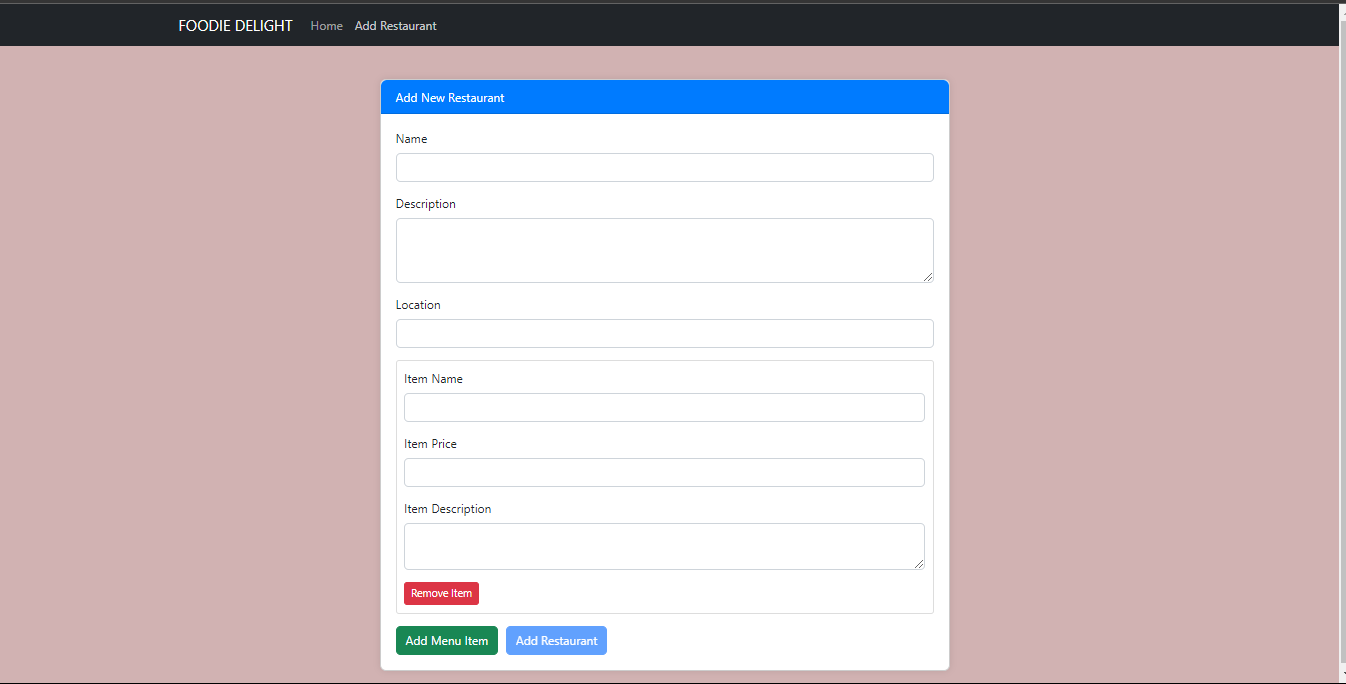 FOODIE DELIGHT Home Add Restaurant
Add New Restaurant
Name
Description
Location
Item Name
Item Price
Item Description
Remove Item
Add Menu Item Add Restaurant